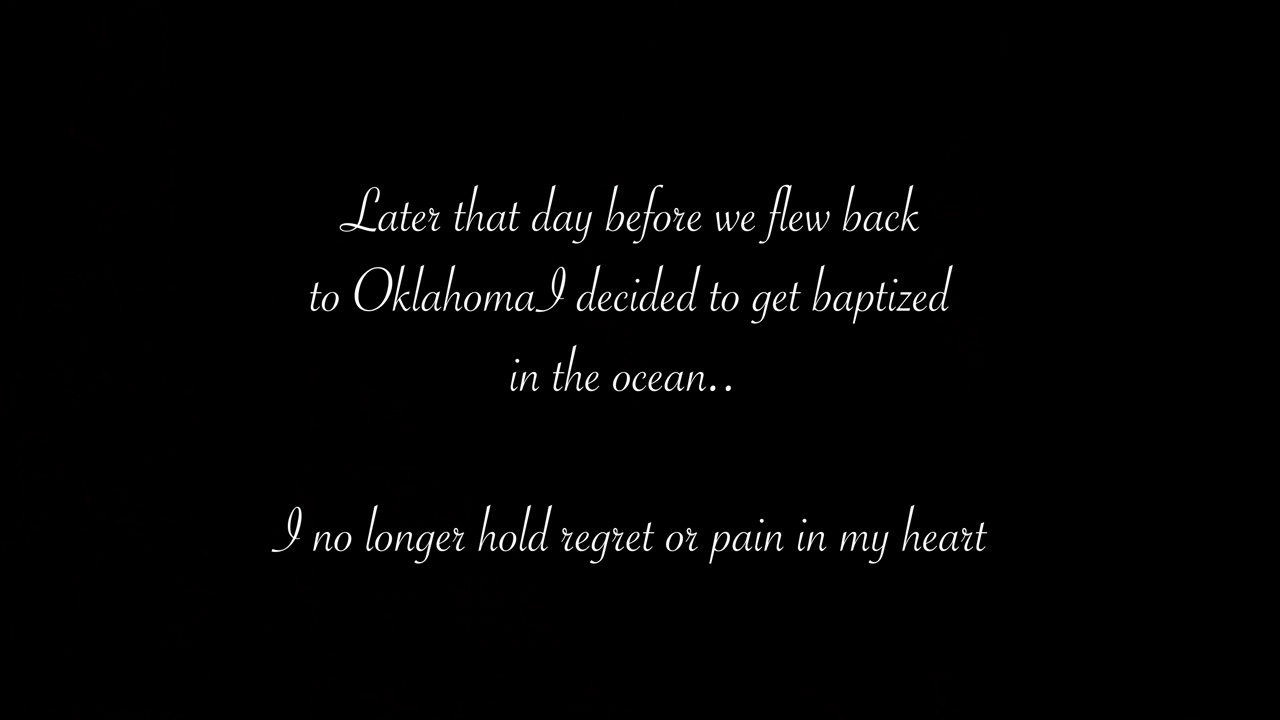 Later that day before we flew back
to OklahomaI decided to get baptized
in the ocean..
I no longer hold regret or pain in my heart